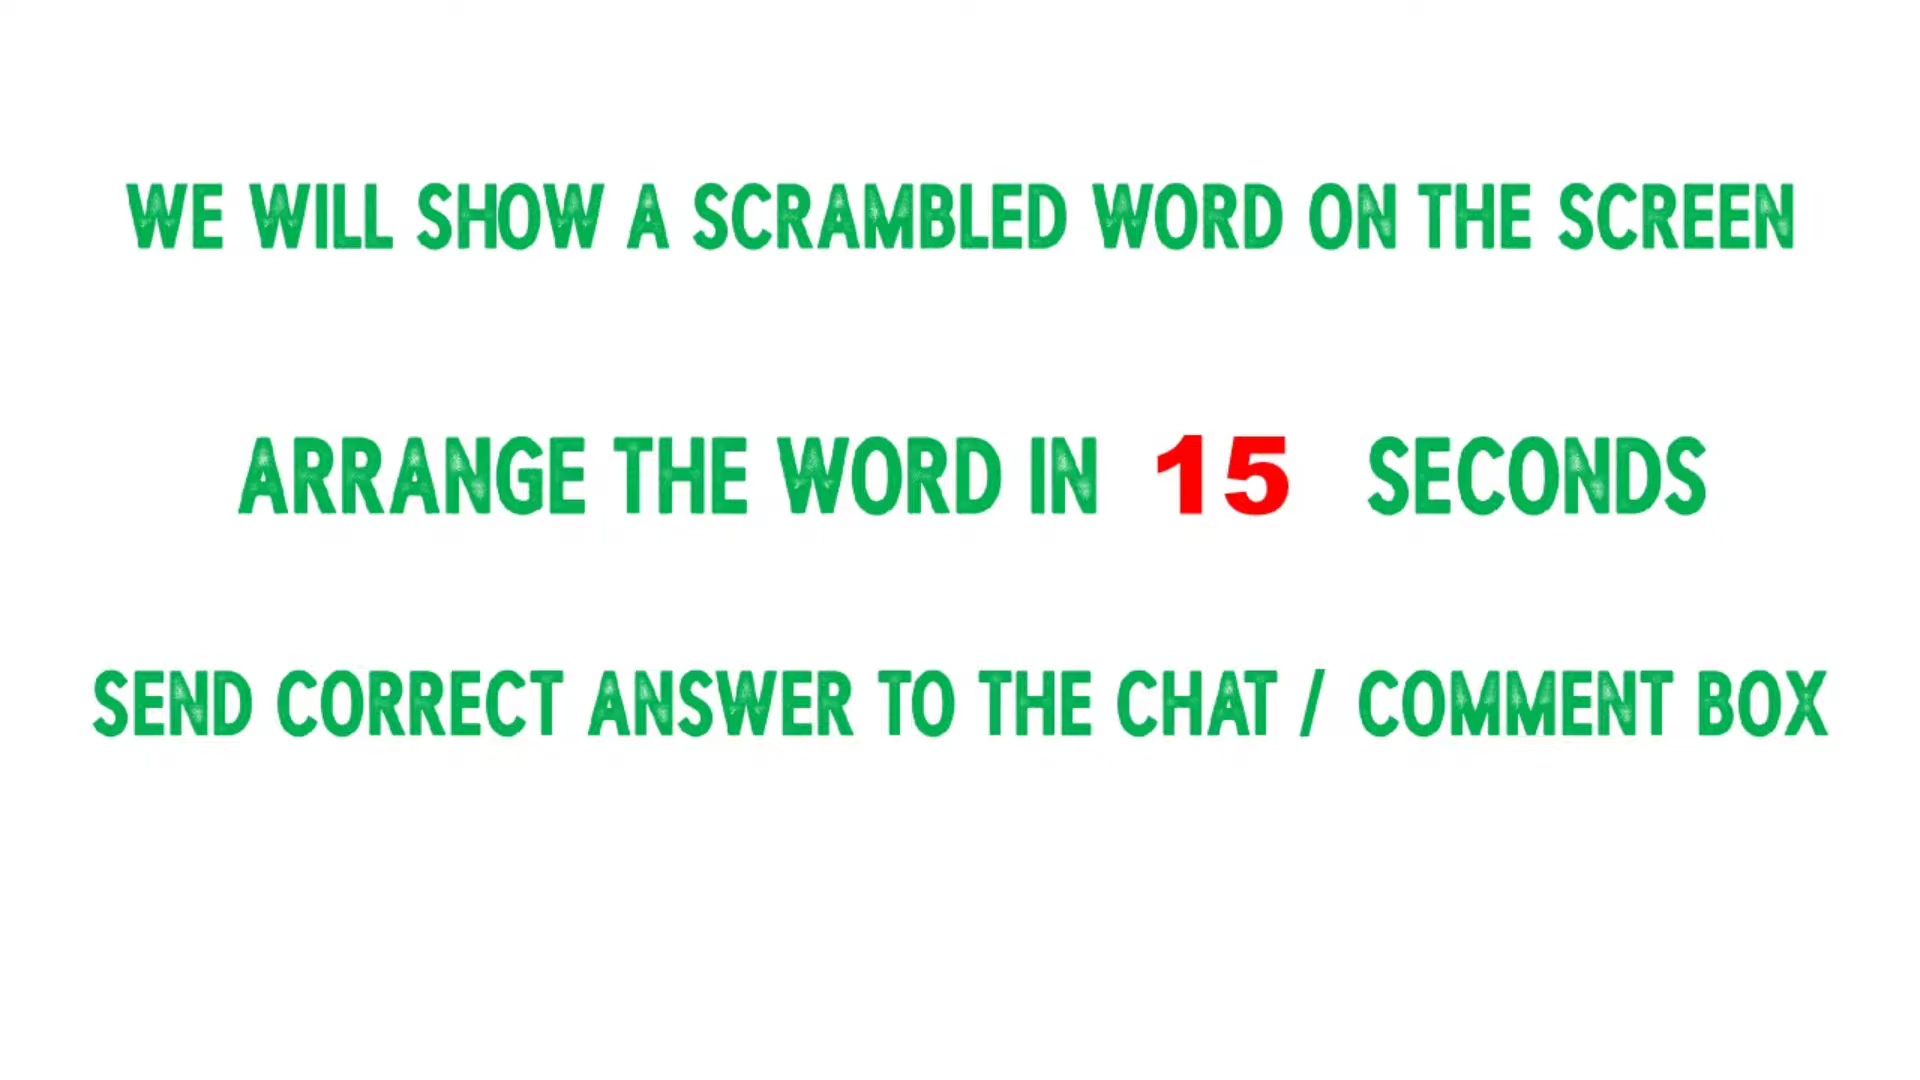 WE WILL SHOW A SCRAMBLED WORD ON THE SCREEN
ARRANGE THE WORD IN 15 SECONDS
SEND CORRECT ANSWER TO THE CHAT / COMMENT BOX